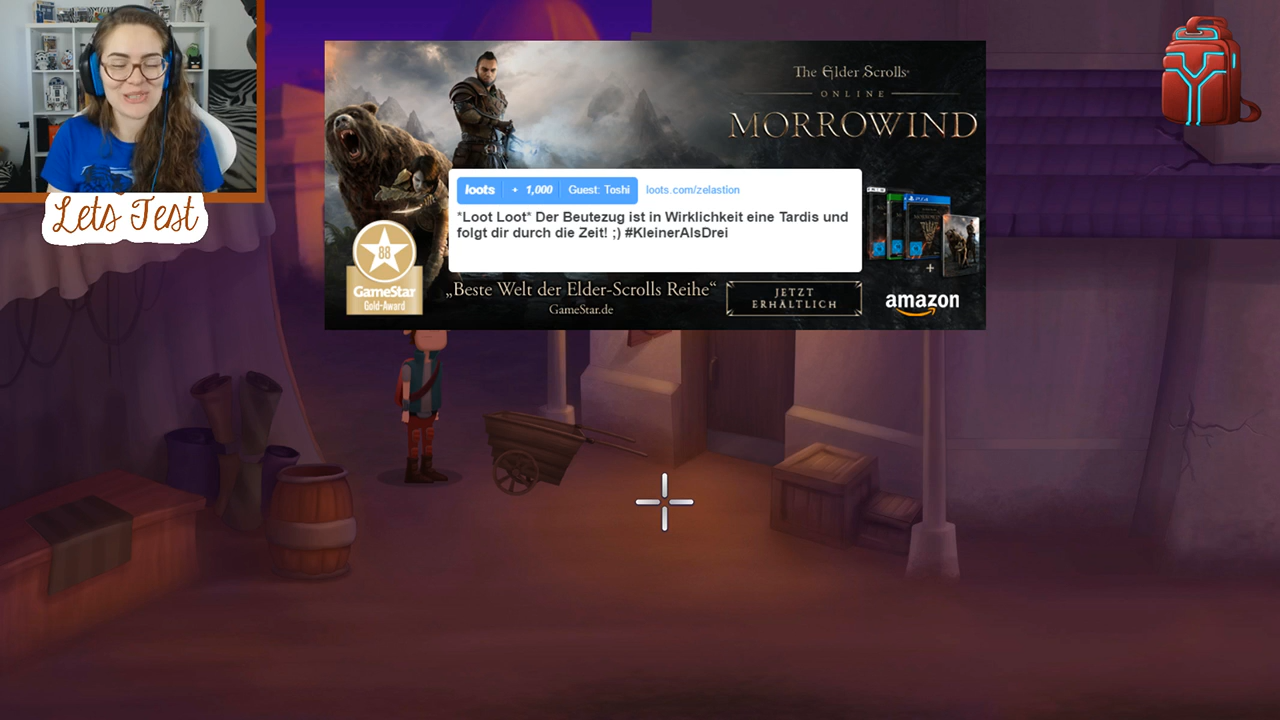 The Elder Scrolls
ONLINE
MORROWIND
loots + 1,000 Guest: Toshi loots.com/zelastion
*Loot Loot* Der Beutezug ist in Wirklichkeit eine Tardis und
folgt dir durch die Zeit! ;) #KleinerAlsDrei
Lets Test
88
GameStar
Gold-Award
„Beste Welt der Elder-Scrolls Reihe“
GameStar.de
JETZT
ERHÄLTLICH
+
amazon